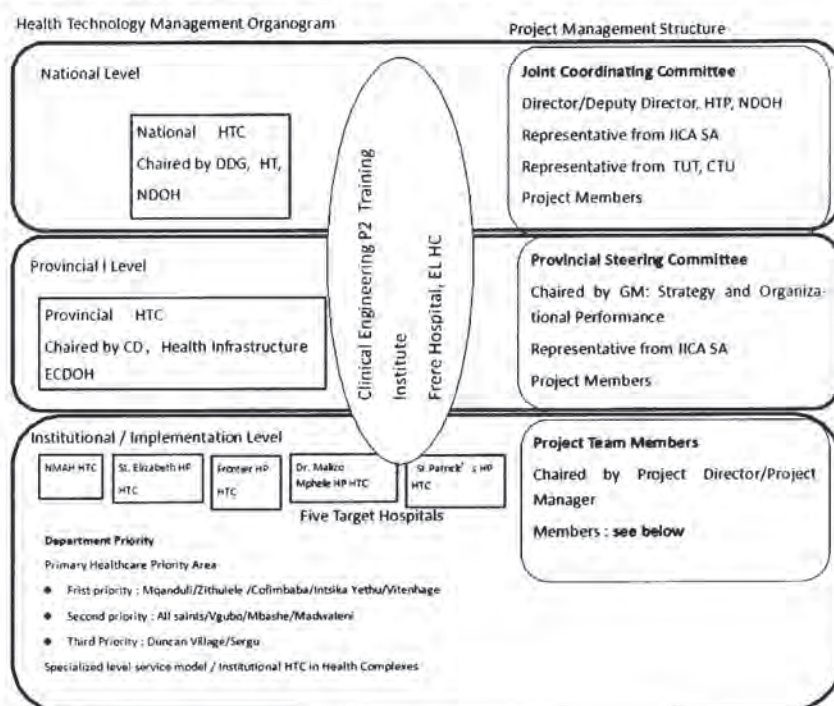 Health Technology Management Organogram
Project Management Structure
National Level
National HTC
Chaired by DDG, HT,
NDOH
Clinical Engineering P2 Training
Institute
Frere Hospital, EL HC
Joint Coordinating Committee
Director/Deputy Director, HTP, NDOH
Representative from JICA SA
Representative from TUT, CTU
Project Members
Provincial l Level
Provincial HTC
Chaired by CD, Health Infrastructure
ECDOH
Provincial Steering Committee
Chaired by GM: Strategy and Organiza-
tional Performance
Representative from JICA SA
Project Members
Institutional / Implementation Level
NMAH HTC
St. Elizabeth HP
HTC
Frontier HP
HTC
Dr. Malizo
Mphele HP HTC
St Patrick's HP
HTC
Five Target Hospitals
Project Team Members
Chaired by Project Director/Project
Manager
Members : see below
Department Priority
Primary Healthcare Priority Area
● Frist priority : Mqanduli/Zithulele /Cofimbaba/Intsika Yethu/Vitenhage
● Second priority : All saints/Vgubo/Mbashe/Madwaleni
● Third Priority : Duncan Village/Sergu
Specialized level service model / Institutional HTC in Health Complexes